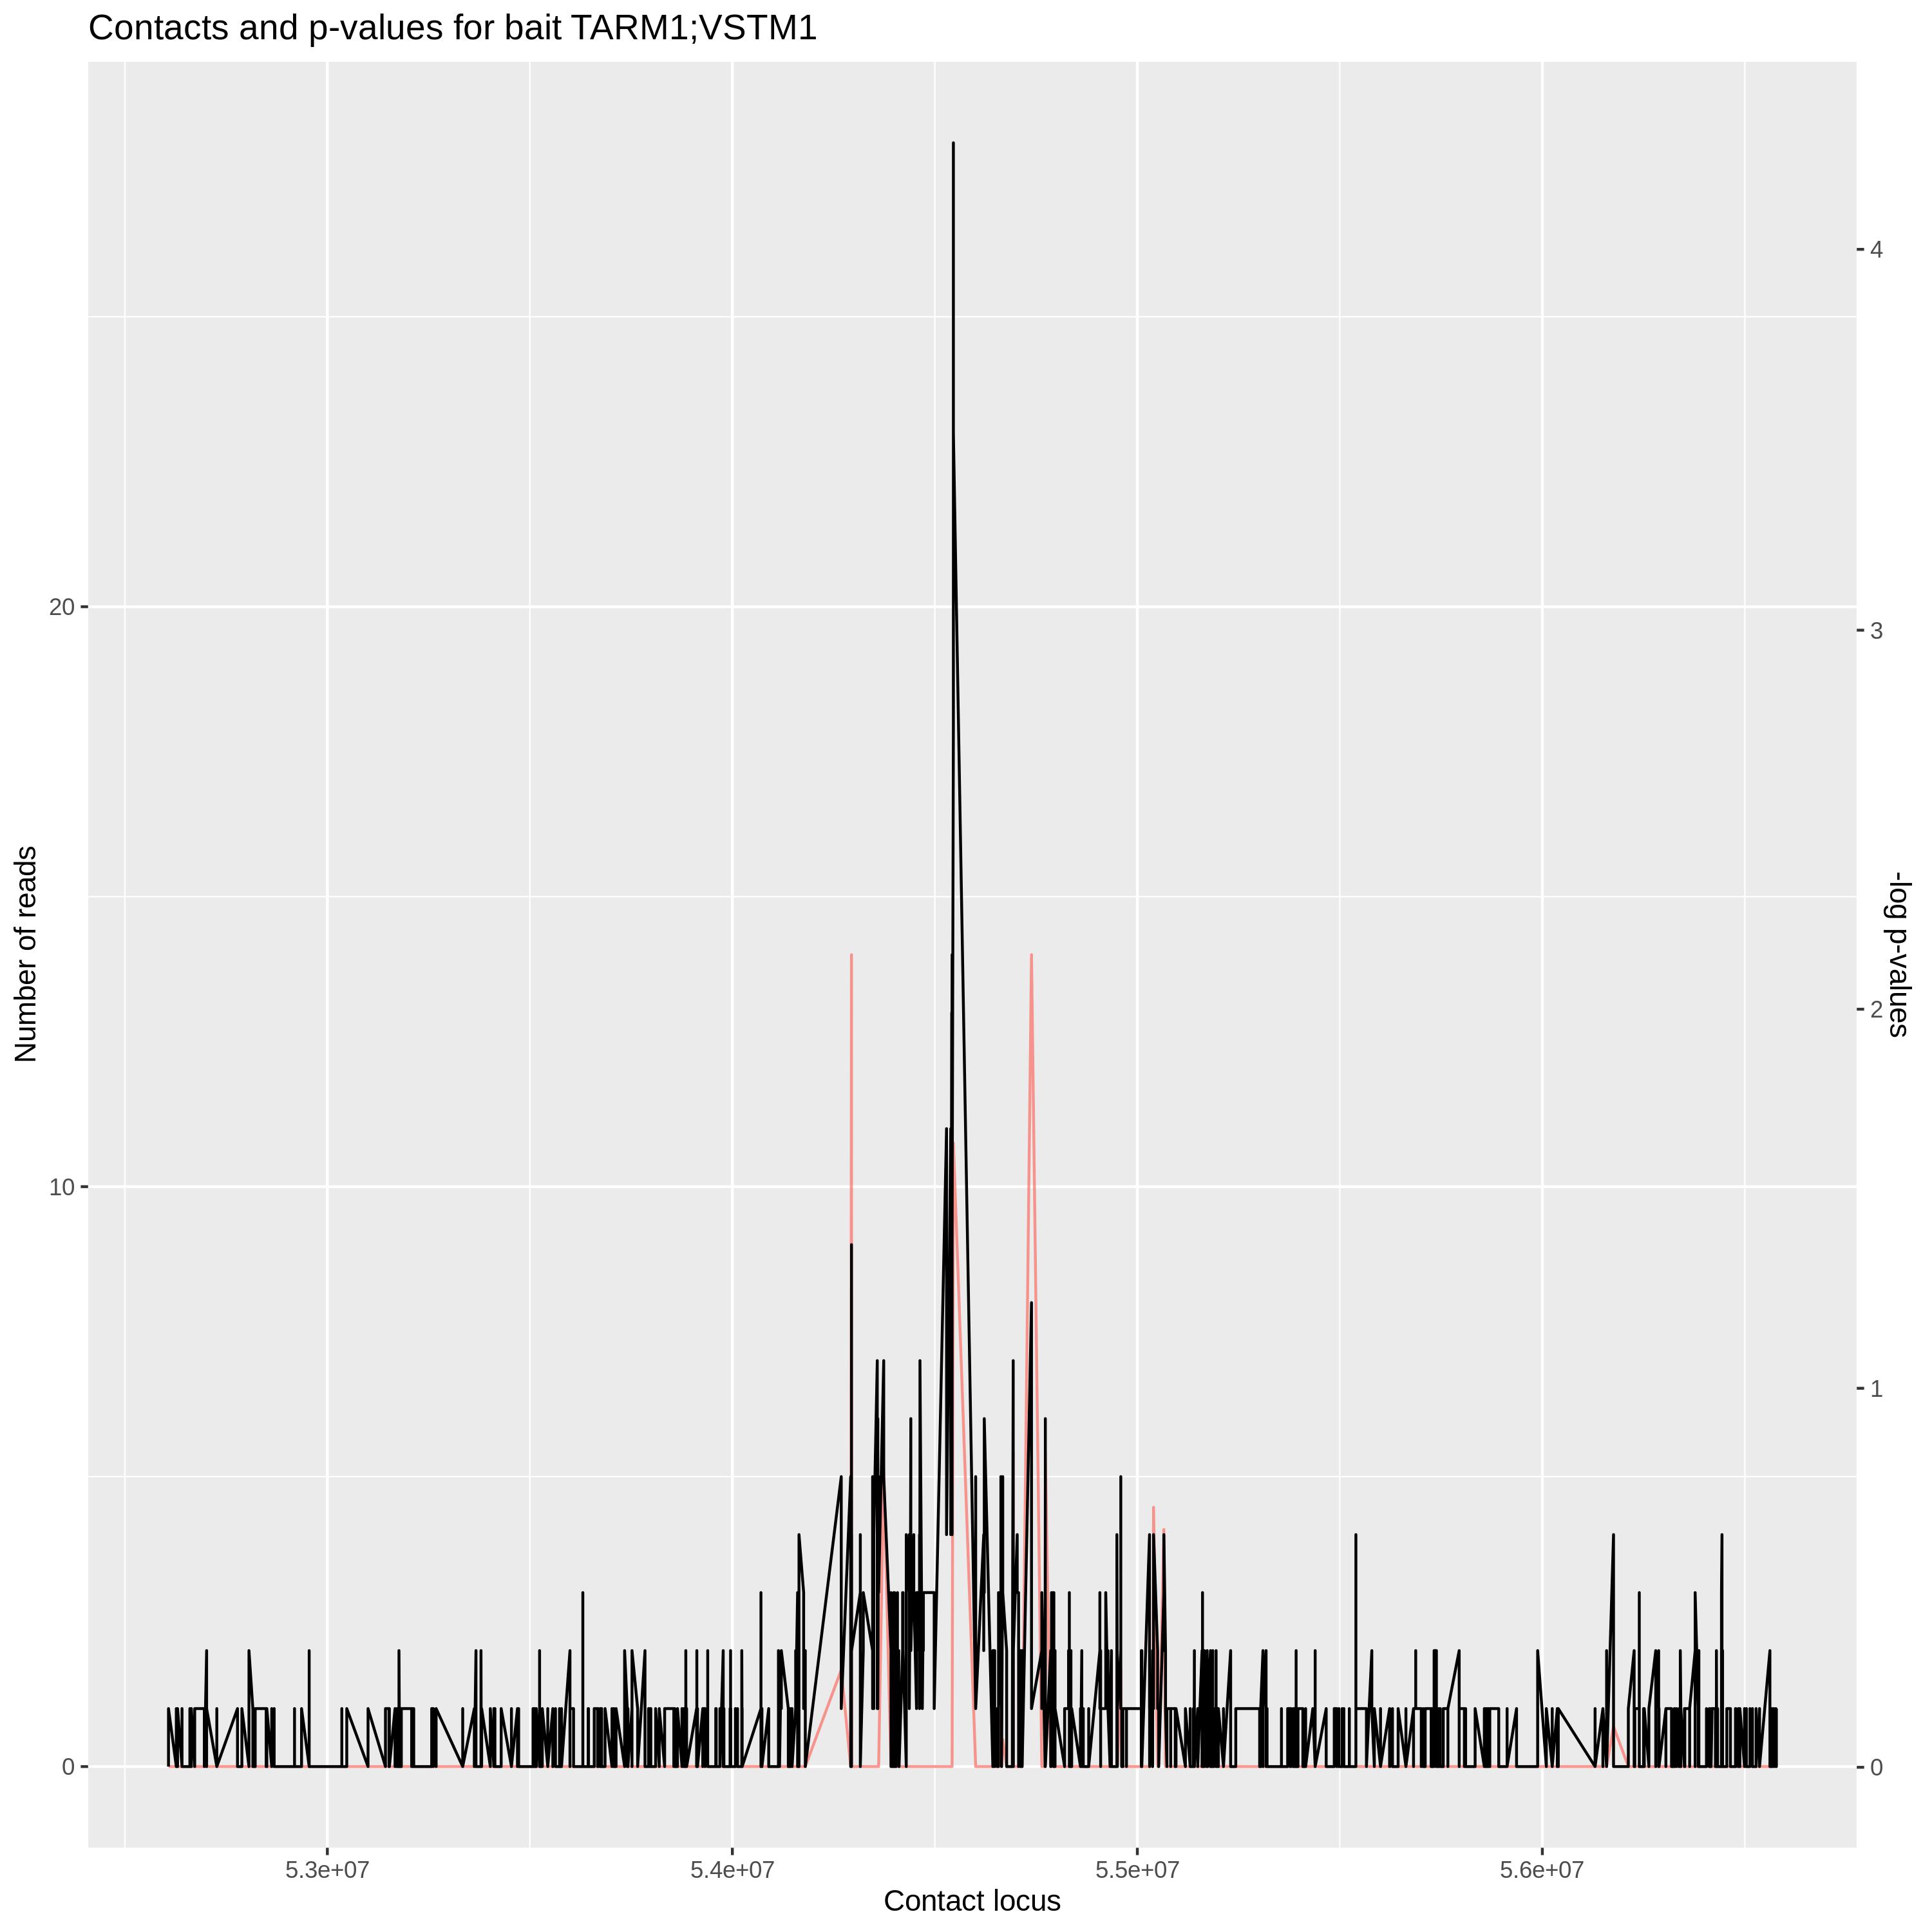 Contacts and p-values for bait TARM1;VSTM1
4
20
3
Number of reads
-log p-values
2
10
1
0
0
5.3e+07
5.4e+07
5.5e+07
5.6e+07
Contact locus